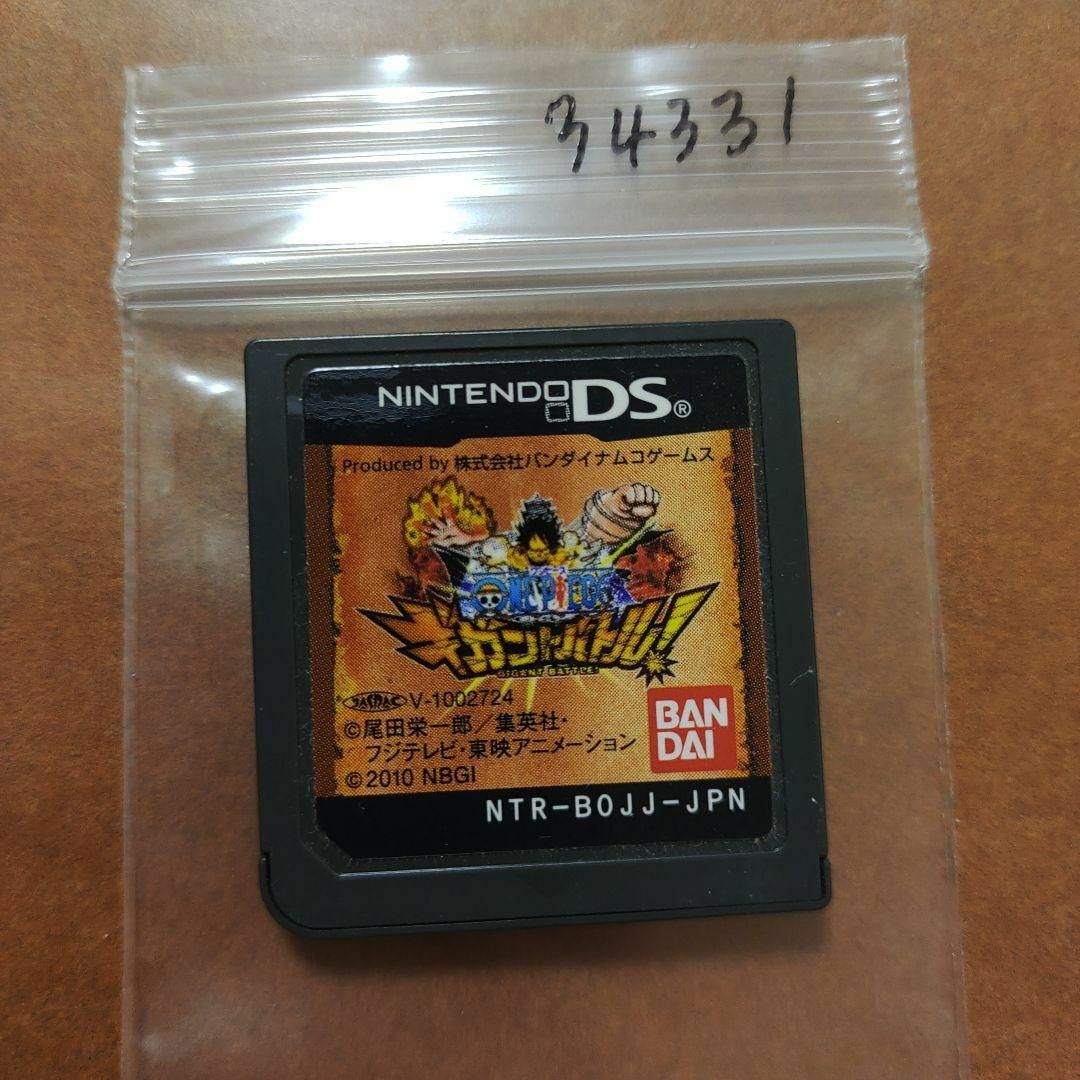 34331
NINTENDO DS®
Produced by 株式会社バンダイナムコゲームス
ONE PIECE
ギガントバトル!
GIGANT BATTLE!
JASRAC V-1002724
©尾田栄一郎／集英社・
フジテレビ・東映アニメーション
©2010 NBGI
BAN
DAI
NTR-BOJJ-JPN